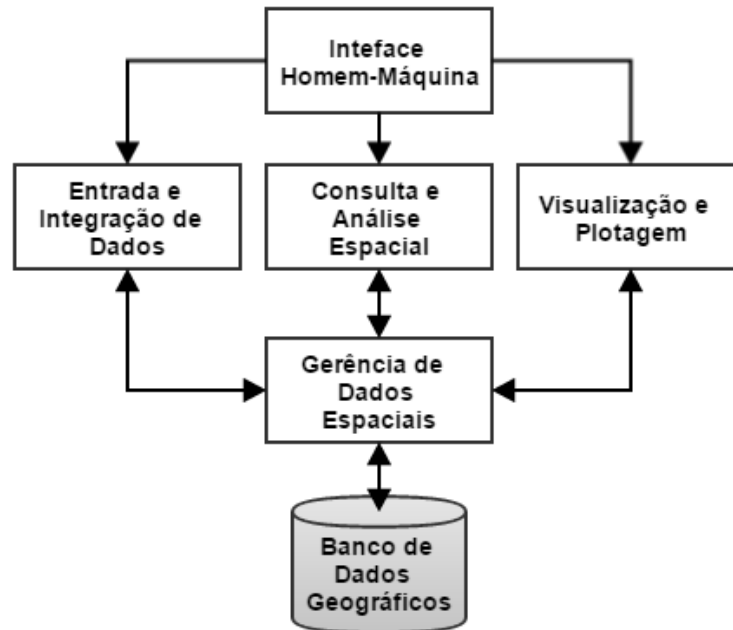 Inteface
Homem-Máquina
Entrada e
Integração de
Dados
Consulta e
Análise
Espacial
Visualização e
Plotagem
Gerência de
Dados
Espaciais
Banco de
Dados
Geográficos